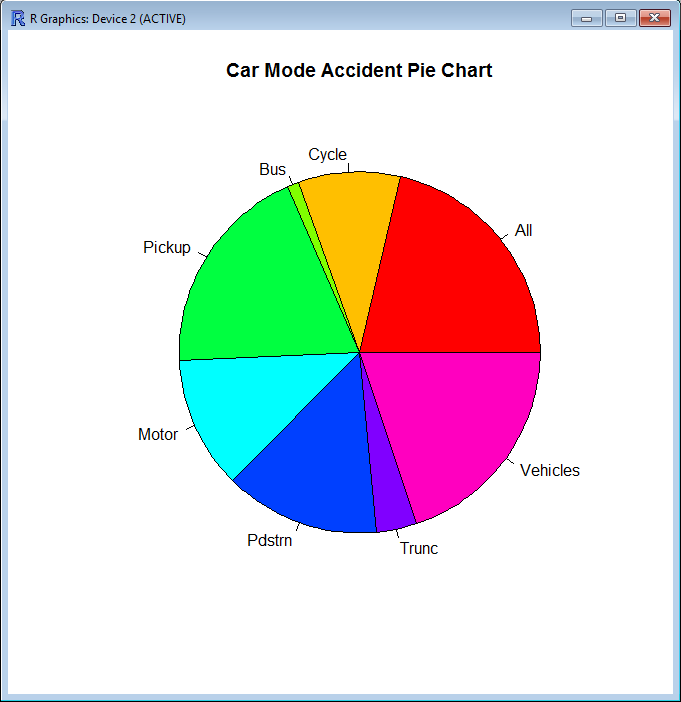 R Graphics: Device 2 (ACTIVE)
Car Mode Accident Pie Chart
Cycle
Bus
All
Pickup
Motor
Vehicles
Pdstrn
Trunc